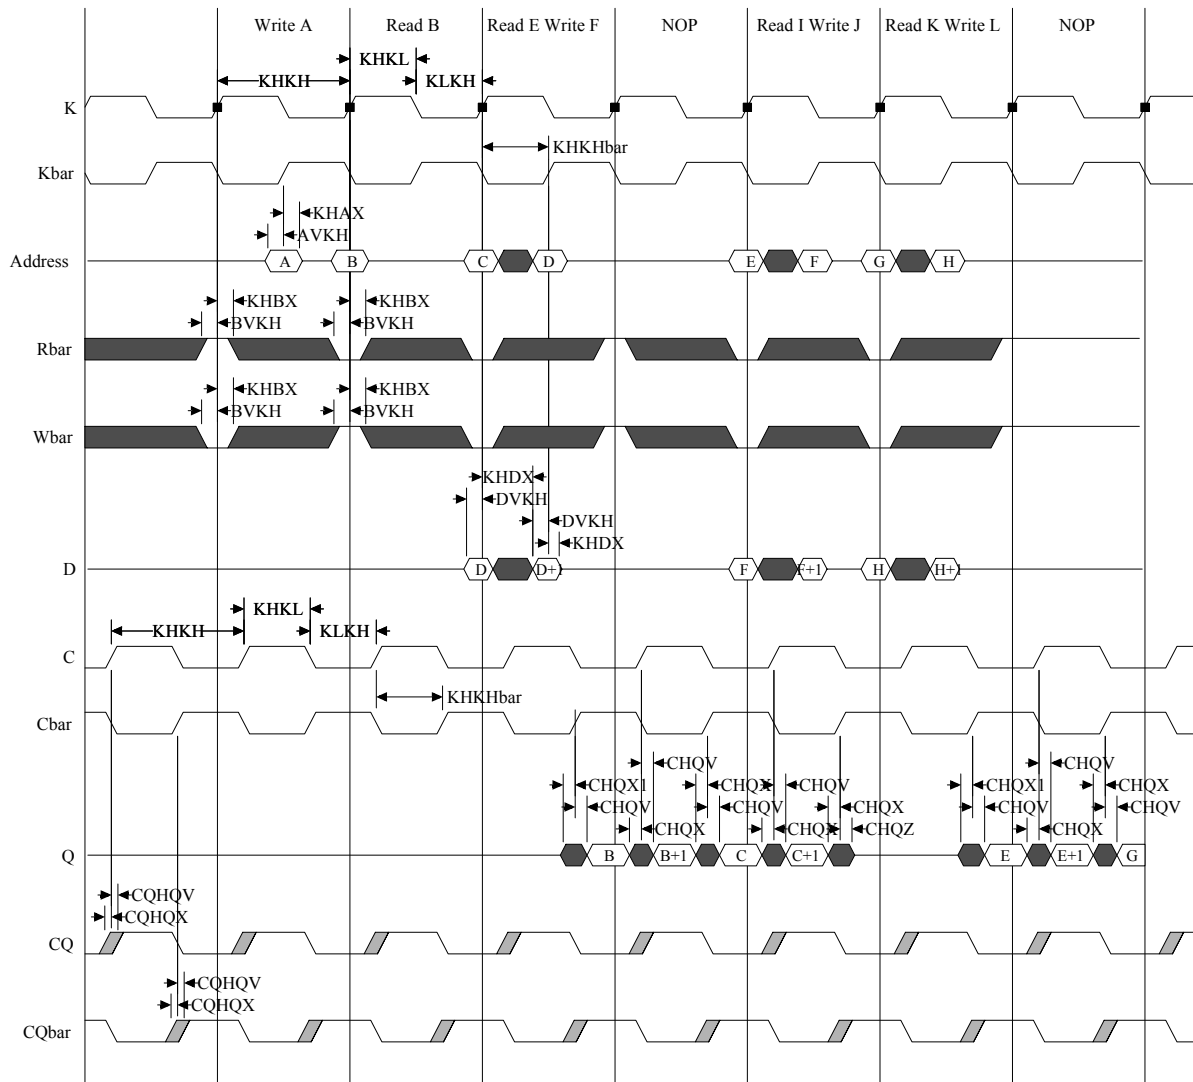 Write A Read B Read E Write F NOP Read I Write J Read K Write L NOP
KHKL
KHKH KLKH
K
KHKHbar
Kbar
KHAX
AVKH
Address A B C D E F G H
KHBX KHBX
BVKH BVKH
Rbar
KHBX KHBX
BVKH BVKH
Wbar
KHDX
DVKH
DVKH
KHDX
D D D+1 F F+1 H H+1
KHKL
KHKH KLKH
C
KHKHbar
Cbar
CHQV CHQV
CHQX1 CHQX CHQV CHQX1 CHQX
CHQV CHQV CHQX CHQV CHQV
CHQX CHQX CHQZ CHQX
Q B B+1 C C+1 E E+1 G
CQHQV
CQHQX
CQ
CQHQV
CQHQX
CQbar